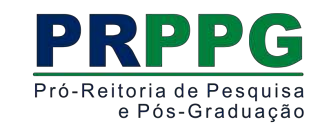 PRPPG
Pró-Reitoria de Pesquisa
e Pós-Graduação